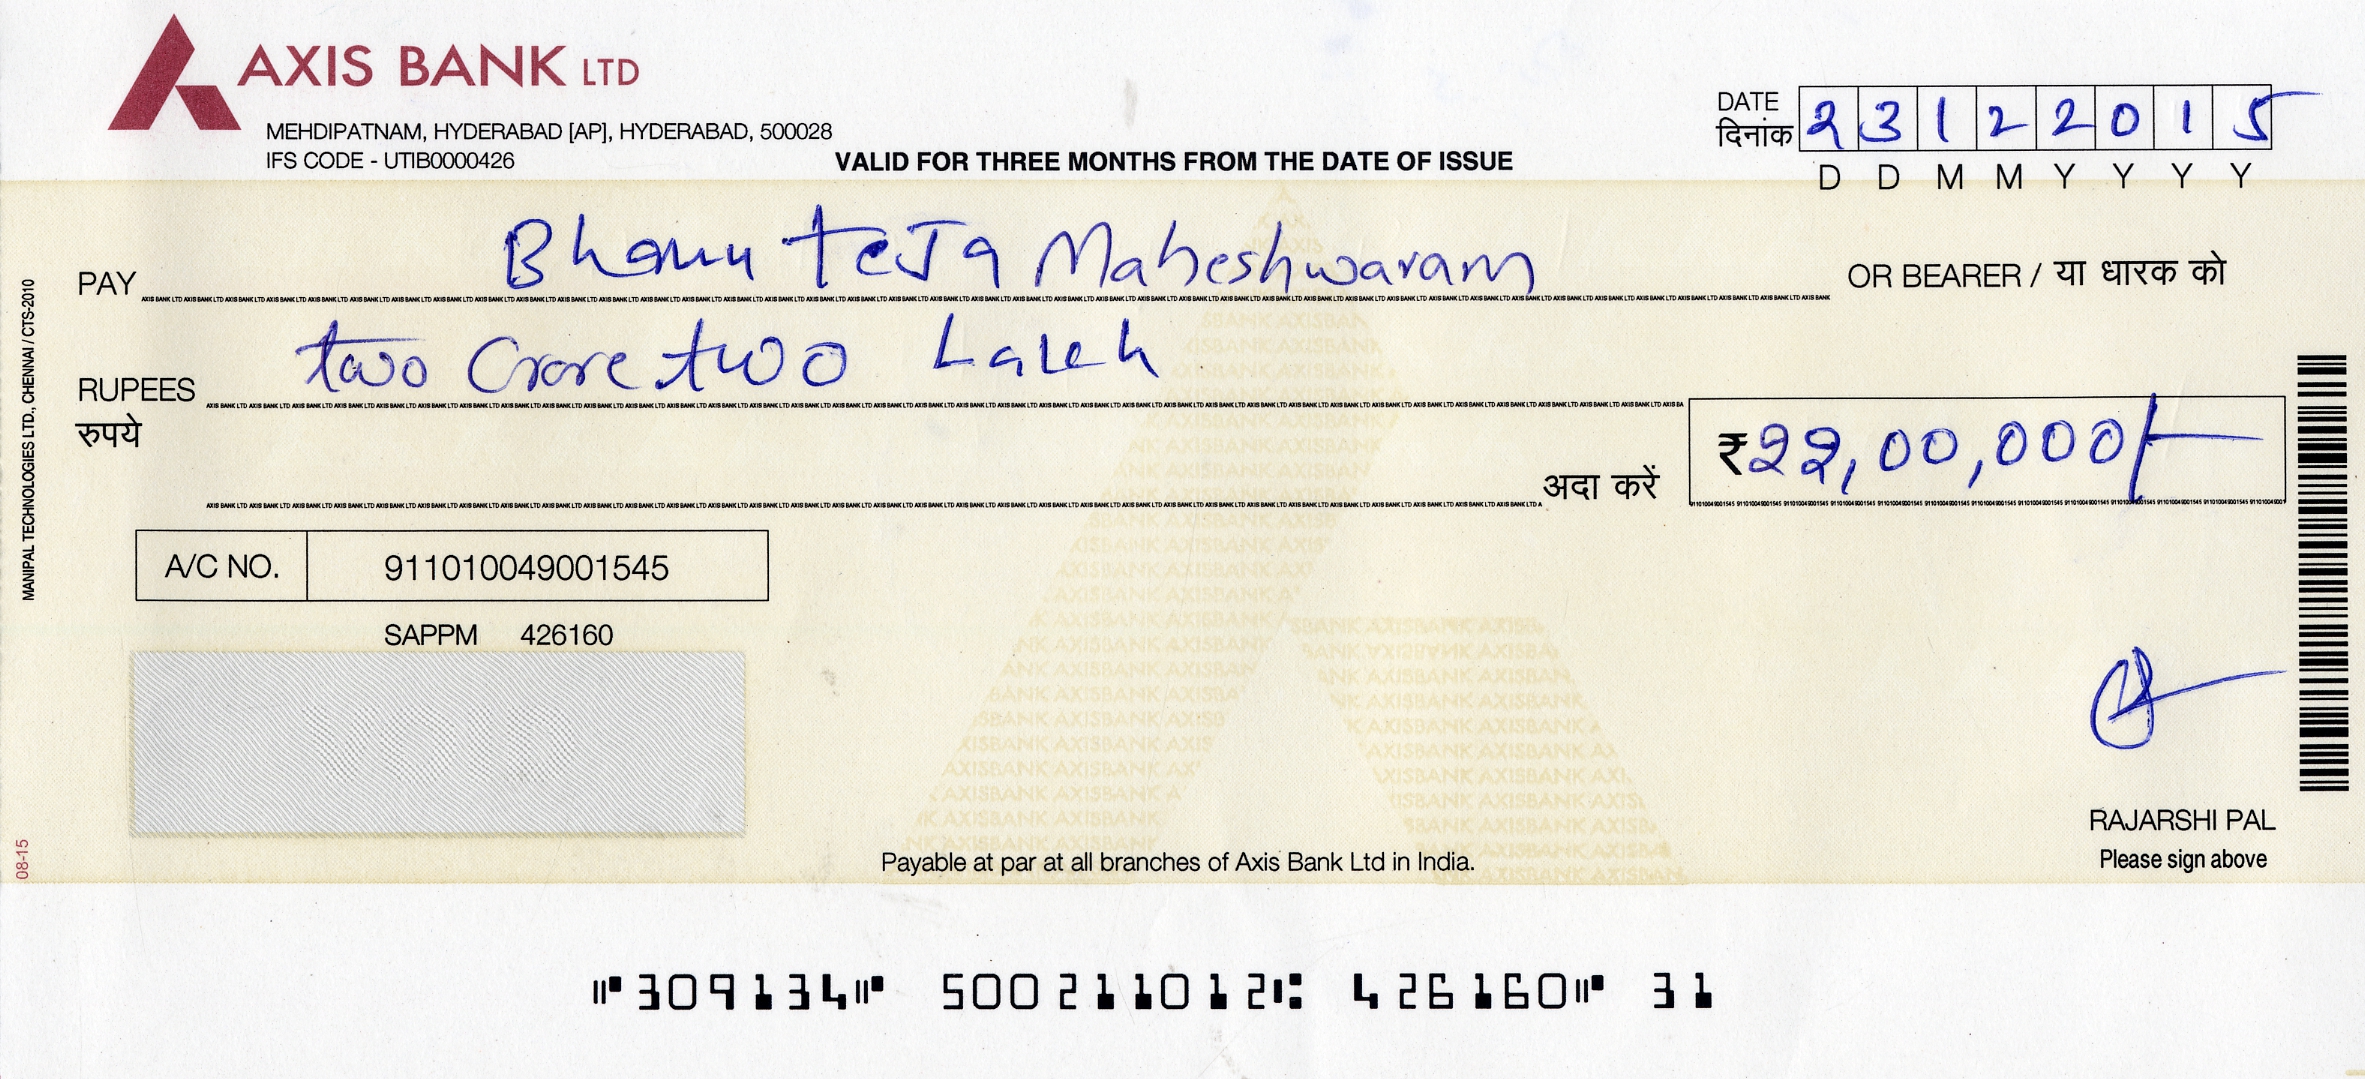 AXIS BANK LTD
MEHDIPATNAM, HYDERABAD [AP], HYDERABAD, 500028
IFS CODE - UTIB0000426
VALID FOR THREE MONTHS FROM THE DATE OF ISSUE
DATE
दिनांक 2 3 1 2 2 0 1 5
D D M M Y Y Y Y
PAY Bhanu teJa Maheshwaram OR BEARER / या धारक को
RUPEES two Crore two Lakh
रुपये
अदा करें ₹ 22,00,000/-
A/C NO. 911010049001545
SAPPM 426160
VOID
RAJARSHI PAL
Please sign above
Payable at par at all branches of Axis Bank Ltd in India.
MANIPAL TECHNOLOGIES LTD., CHENNAI / CTS-2010
08-15
⑈309134⑈ 500211012⑆ 426160⑈ 31